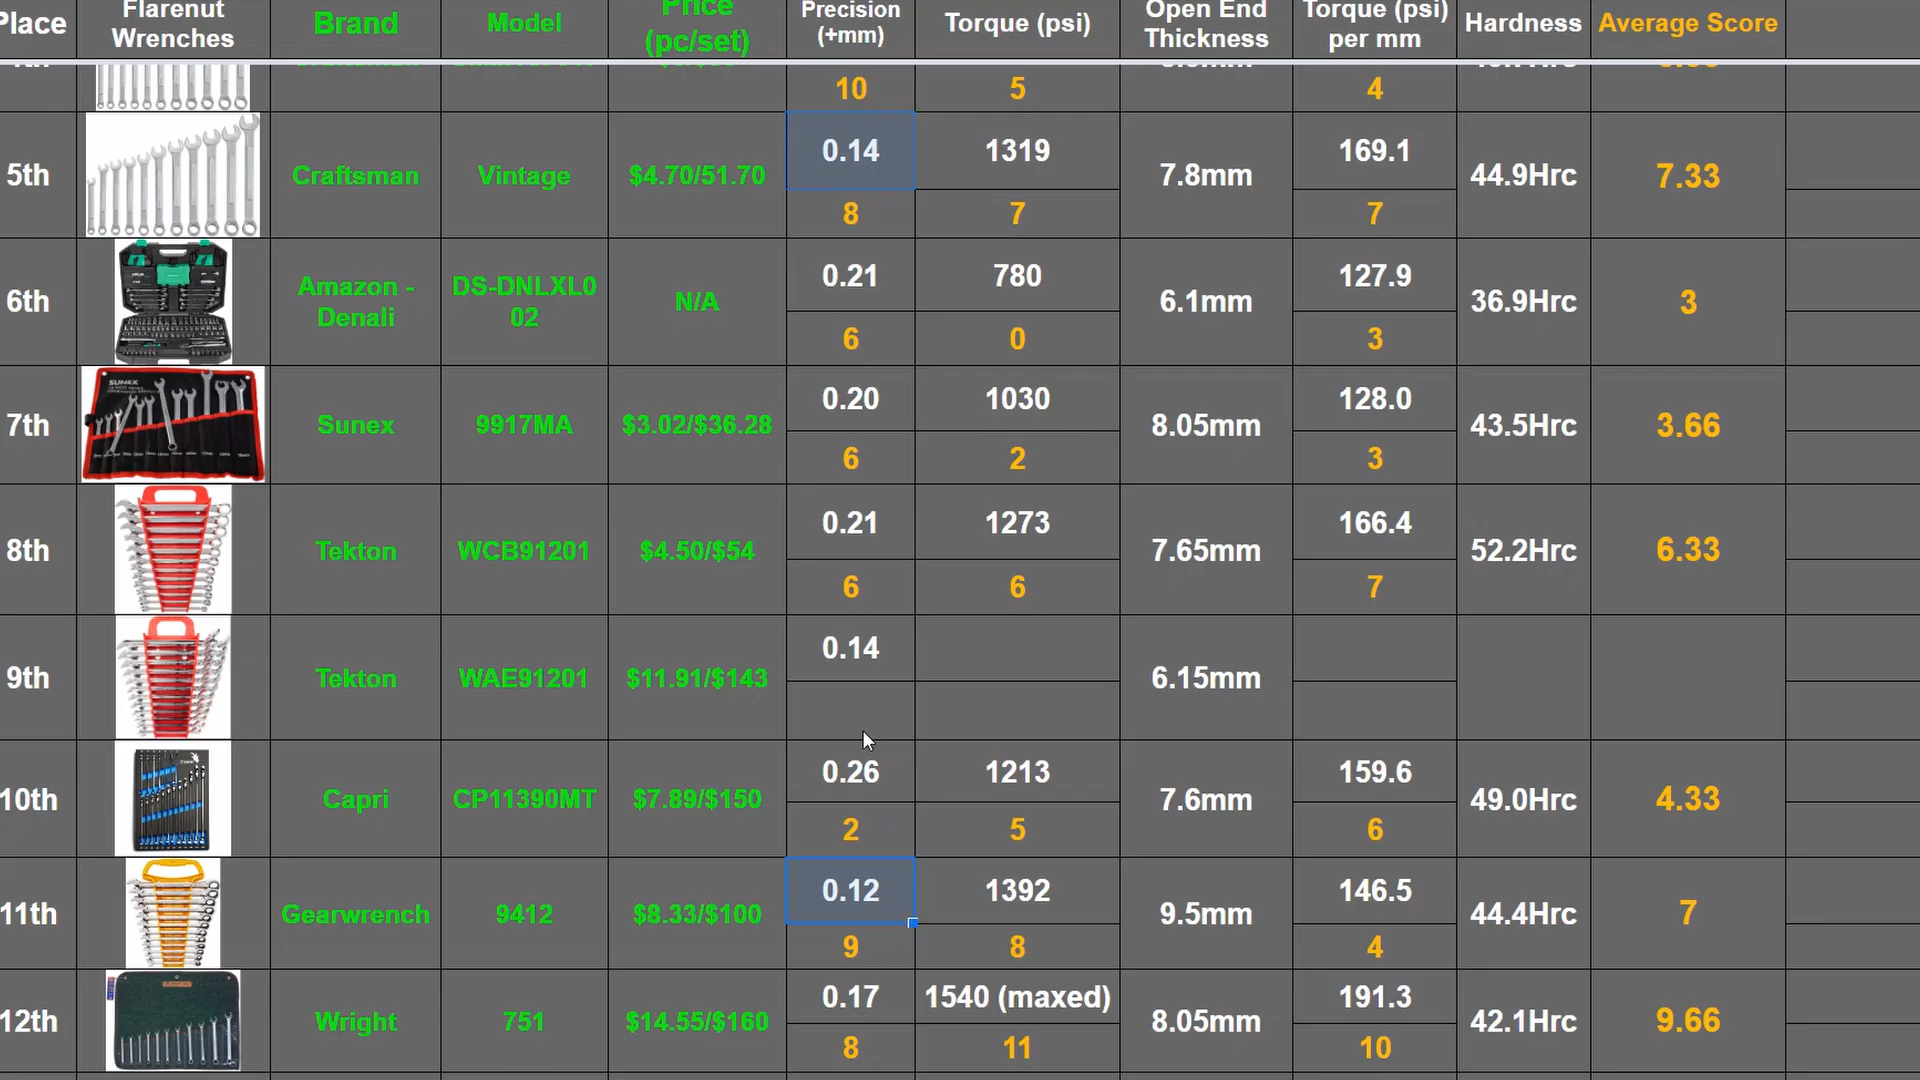 Place
Flarenut
Wrenches
Brand
Model
Price
(pc/set)
Precision
(+mm)
Torque (psi)
Open End
Thickness
Torque (psi)
per mm
Hardness
Average Score
10
5
4
5th
Craftsman
Vintage
$4.70/51.70
0.14
8
1319
7
7.8mm
169.1
7
44.9Hrc
7.33
6th
Amazon -
Denali
DS-DNLXL0
02
N/A
0.21
6
780
0
6.1mm
127.9
3
36.9Hrc
3
7th
SUNEX
Sunex
9917MA
$3.02/$36.28
0.20
6
1030
2
8.05mm
128.0
3
43.5Hrc
3.66
8th
Tekton
WCB91201
$4.50/$54
0.21
6
1273
6
7.65mm
166.4
7
52.2Hrc
6.33
9th
Tekton
WAE91201
$11.91/$143
0.14
6.15mm
10th
Capri
CP11390MT
$7.89/$150
0.26
2
1213
5
7.6mm
159.6
6
49.0Hrc
4.33
11th
Gearwrench
9412
$8.33/$100
0.12
9
1392
8
9.5mm
146.5
4
44.4Hrc
7
12th
Wright
751
$14.55/$160
0.17
8
1540 (maxed)
11
8.05mm
191.3
10
42.1Hrc
9.66